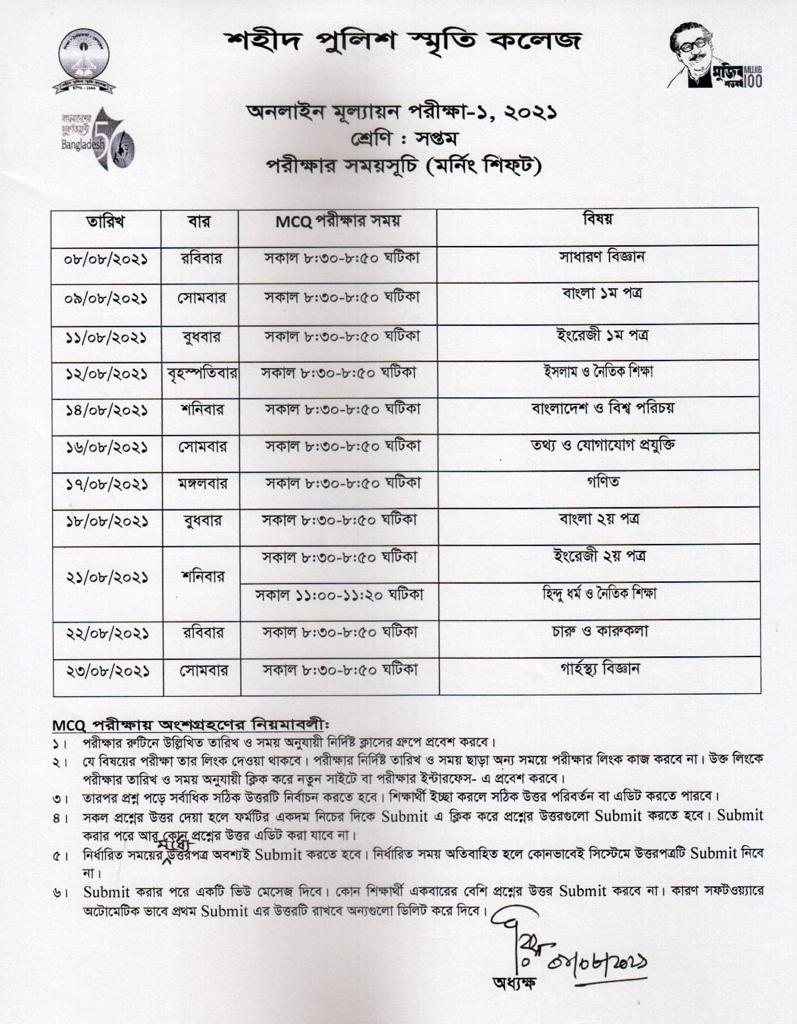 শহীদ পুলিশ স্মৃতি কলেজ
মুজিব শতবর্ষ MUJIB 100
Bangladesh 50
অনলাইন মূল্যায়ন পরীক্ষা-১, ২০২১
শ্রেণি : সপ্তম
পরীক্ষার সময়সূচি (মর্নিং শিফ্‌ট)
তারিখ বার MCQ পরীক্ষার সময় বিষয়
০৮/০৮/২০২১ রবিবার সকাল ৮:৩০-৮:৫০ ঘটিকা সাধারণ বিজ্ঞান
০৯/০৮/২০২১ সোমবার সকাল ৮:৩০-৮:৫০ ঘটিকা বাংলা ১ম পত্র
১১/০৮/২০২১ বুধবার সকাল ৮:৩০-৮:৫০ ঘটিকা ইংরেজী ১ম পত্র
১২/০৮/২০২১ বৃহস্পতিবার সকাল ৮:৩০-৮:৫০ ঘটিকা ইসলাম ও নৈতিক শিক্ষা
১৪/০৮/২০২১ শনিবার সকাল ৮:৩০-৮:৫০ ঘটিকা বাংলাদেশ ও বিশ্ব পরিচয়
১৬/০৮/২০২১ সোমবার সকাল ৮:৩০-৮:৫০ ঘটিকা তথ্য ও যোগাযোগ প্রযুক্তি
১৭/০৮/২০২১ মঙ্গলবার সকাল ৮:৩০-৮:৫০ ঘটিকা গণিত
১৮/০৮/২০২১ বুধবার সকাল ৮:৩০-৮:৫০ ঘটিকা বাংলা ২য় পত্র
২১/০৮/২০২১ শনিবার সকাল ৮:৩০-৮:৫০ ঘটিকা ইংরেজী ২য় পত্র
সকাল ১১:০০-১১:২০ ঘটিকা হিন্দু ধর্ম ও নৈতিক শিক্ষা
২২/০৮/২০২১ রবিবার সকাল ৮:৩০-৮:৫০ ঘটিকা চারু ও কারুকলা
২৩/০৮/২০২১ সোমবার সকাল ৮:৩০-৮:৫০ ঘটিকা গার্হস্থ্য বিজ্ঞান
MCQ পরীক্ষায় অংশগ্রহণের নিয়মাবলী:
১। পরীক্ষার রুটিনে উল্লিখিত তারিখ ও সময় অনুযায়ী নির্দিষ্ট ক্লাসের গ্রুপে প্রবেশ করবে।
২। যে বিষয়ের পরীক্ষা তার লিংক দেওয়া থাকবে। পরীক্ষার নির্দিষ্ট তারিখ ও সময় ছাড়া অন্য সময়ে পরীক্ষার লিংক কাজ করবে না। উক্ত লিংকে
পরীক্ষার তারিখ ও সময় অনুযায়ী ক্লিক করে নতুন সাইটে বা পরীক্ষার ইন্টারফেস- এ প্রবেশ করবে।
৩। তারপর প্রশ্ন পড়ে সর্বাধিক সঠিক উত্তরটি নির্বাচন করতে হবে। শিক্ষার্থী ইচ্ছা করলে সঠিক উত্তর পরিবর্তন বা এডিট করতে পারবে।
৪। সকল প্রশ্নের উত্তর দেয়া হলে ফর্মটির একদম নিচের দিকে Submit এ ক্লিক করে প্রশ্নের উত্তরগুলো Submit করতে হবে। Submit
করার পরে আর কোন প্রশ্নের উত্তর এডিট করা যাবে না।
৫। নির্ধারিত সময়ের মধ্যে উত্তরপত্র অবশ্যই Submit করতে হবে। নির্ধারিত সময় অতিবাহিত হলে কোনভাবেই সিস্টেমে উত্তরপত্রটি Submit নিবে
না।
৬। Submit করার পরে একটি ভিউ মেসেজ দিবে। কোন শিক্ষার্থী একবারের বেশি প্রশ্নের উত্তর Submit করবে না। কারণ সফটওয়্যারে
অটোমেটিক ভাবে প্রথম Submit এর উত্তরটি রাখবে অন্যগুলো ডিলিট করে দিবে।
অধ্যক্ষ